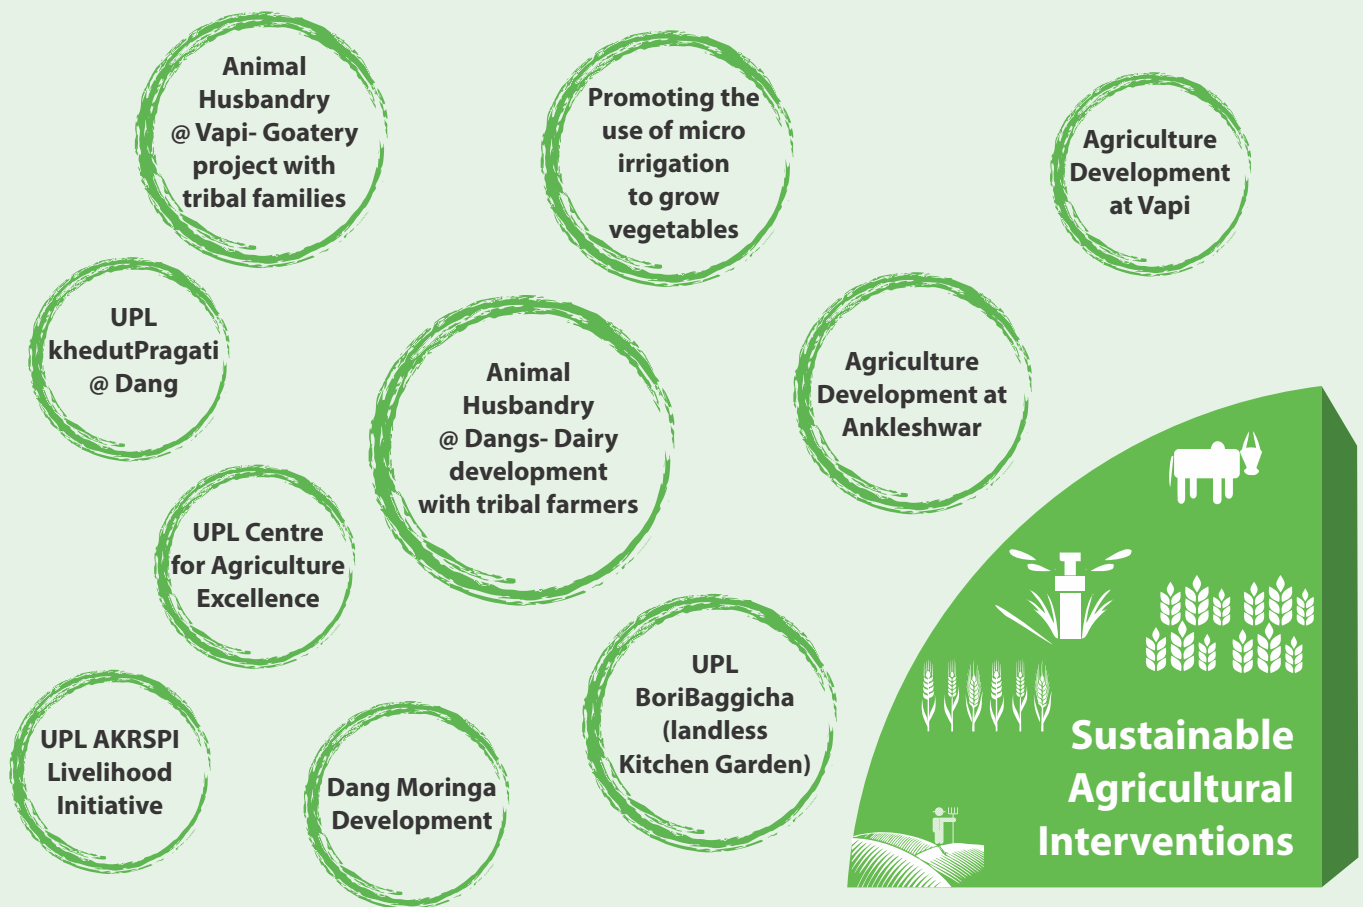 Animal
Husbandry
@ Vapi- Goatery
project with
tribal families
Promoting the
use of micro
irrigation
to grow
vegetables
Agriculture
Development
at Vapi
UPL
khedutPragati
@ Dang
Animal
Husbandry
@ Dangs- Dairy
development
with tribal farmers
Agriculture
Development at
Ankleshwar
UPL Centre
for Agriculture
Excellence
UPL
BoriBaggicha
(landless
Kitchen Garden)
UPL AKRSPI
Livelihood
Initiative
Dang Moringa
Development
Sustainable
Agricultural
Interventions